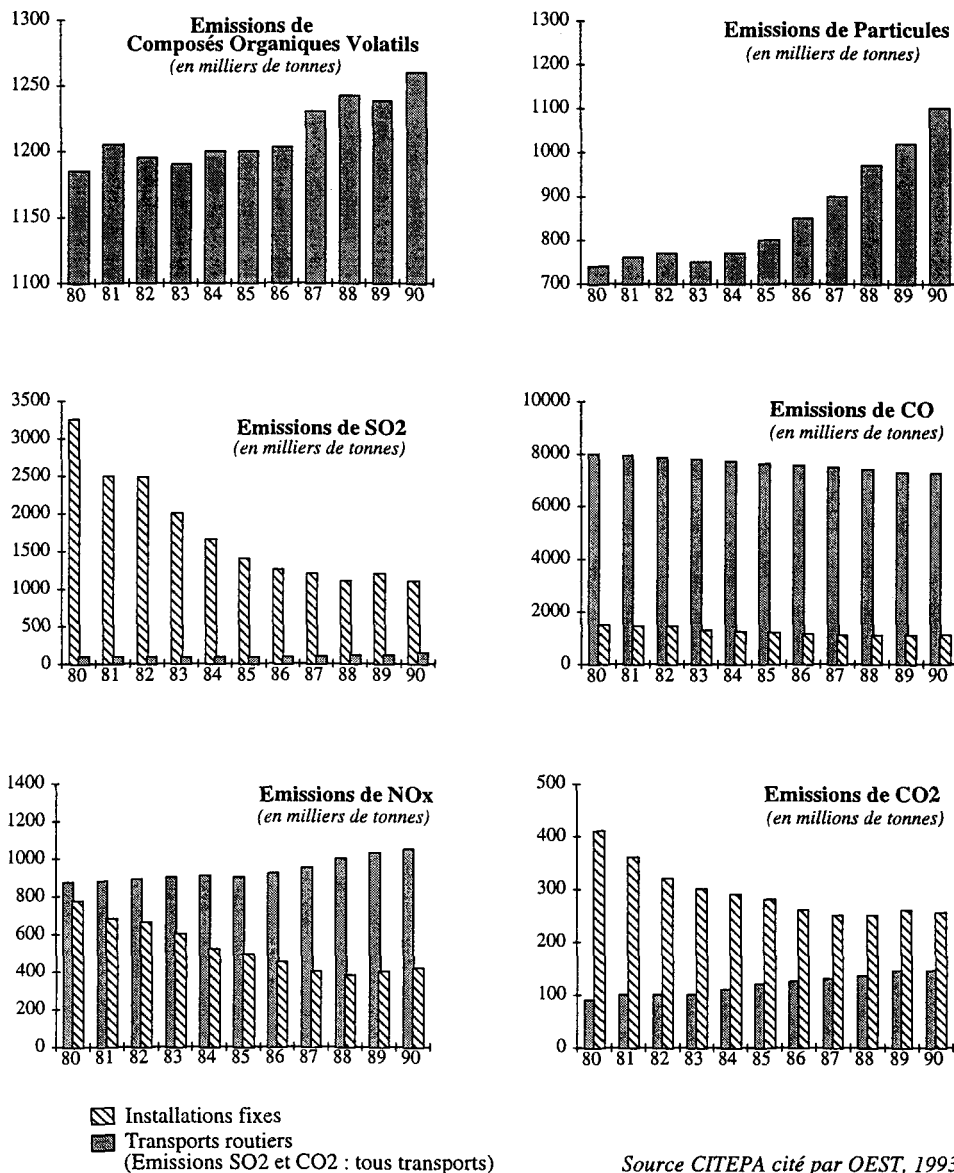 Emissions de
Composés Organiques Volatils
(en milliers de tonnes)
1300
1250
1200
1150
1100
80 81 82 83 84 85 86 87 88 89 90
Emissions de Particules
(en milliers de tonnes)
1300
1200
1100
1000
900
800
700
80 81 82 83 84 85 86 87 88 89 90
Emissions de SO2
(en milliers de tonnes)
3500
3000
2500
2000
1500
1000
500
0
80 81 82 83 84 85 86 87 88 89 90
Emissions de CO
(en milliers de tonnes)
10000
8000
6000
4000
2000
0
80 81 82 83 84 85 86 87 88 89 90
Emissions de NOx
(en milliers de tonnes)
1400
1200
1000
800
600
400
200
0
80 81 82 83 84 85 86 87 88 89 90
Emissions de CO2
(en millions de tonnes)
500
400
300
200
100
0
80 81 82 83 84 85 86 87 88 89 90
Installations fixes
Transports routiers
(Emissions SO2 et CO2 : tous transports)
Source CITEPA cité par OEST, 1993